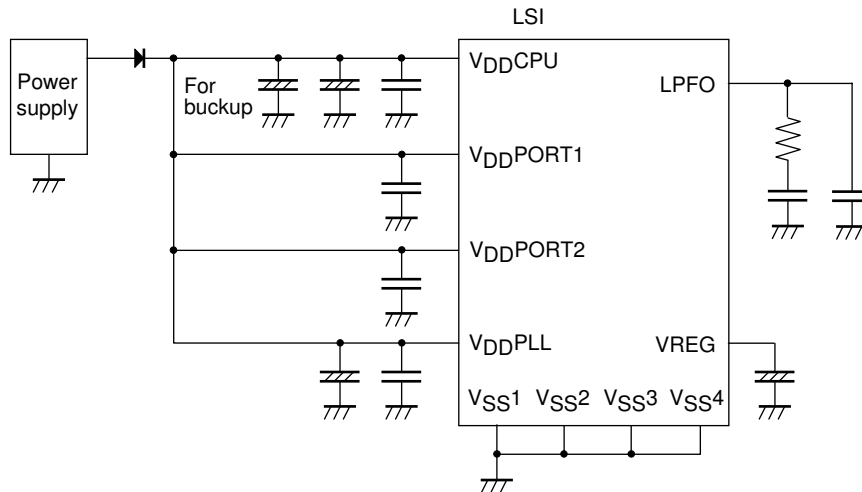 LSI
Power
supply
For
buckup
VDDCPU
LPFO
VDDPORT1
VDDPORT2
VDDPLL
VREG
VSS1 VSS2 VSS3 VSS4